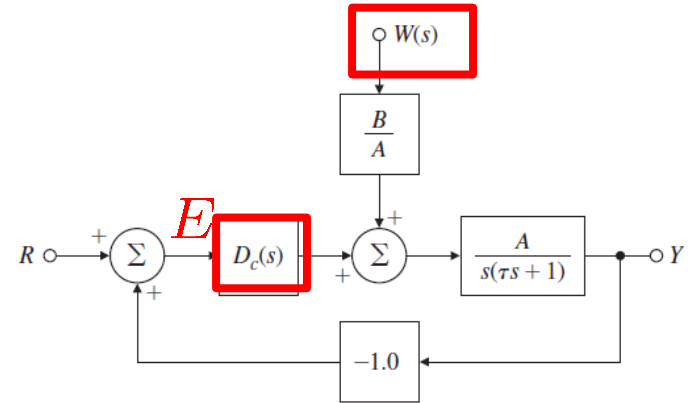 W(s)
B
A
+
E
R
+
Σ
D_c(s)
+
Σ
A
s(τs + 1)
Y
+
−1.0